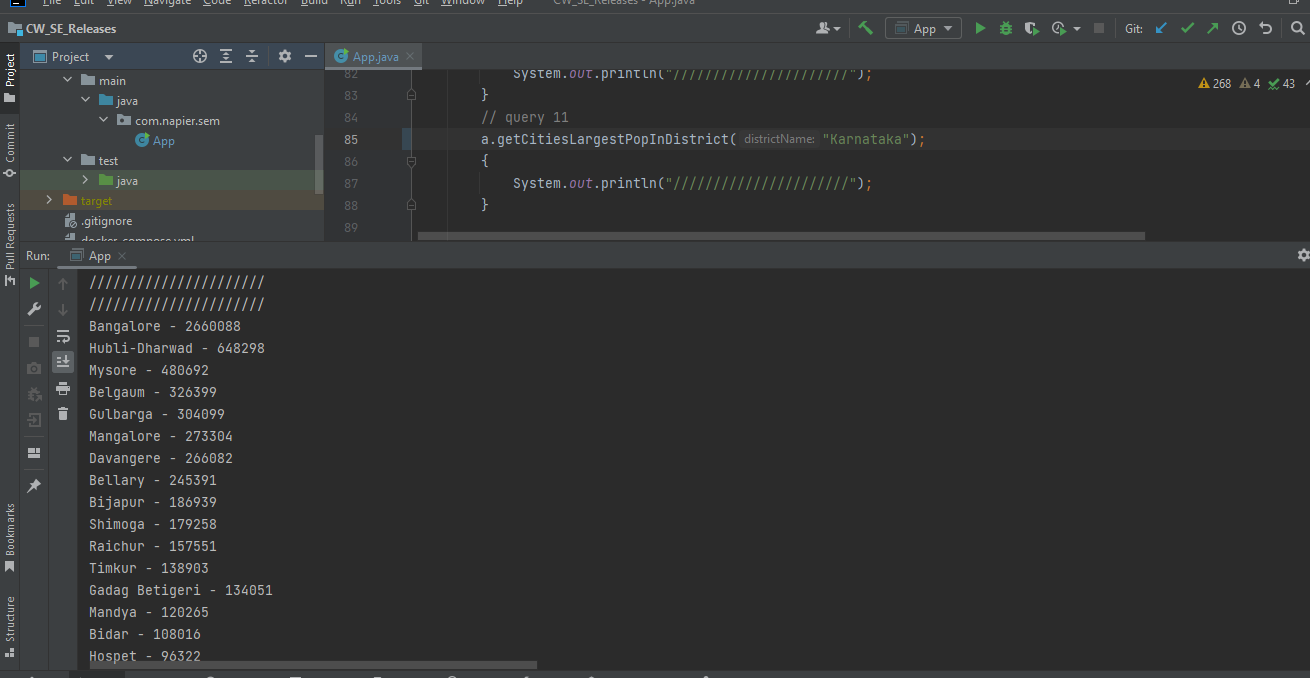 File Edit View Navigate Code Refactor Build Run Tools Git Window Help CW_SE_Releases - App.java
CW_SE_Releases
App
Git:
Project
App.java
main
java
com.napier.sem
App
test
java
target
.gitignore
docker-compose.yml
82 System.out.println("//////////////////////");
83 }
84 // query 11
85 a.getCitiesLargestPopInDistrict( districtName: "Karnataka");
86 {
87 System.out.println("//////////////////////");
88 }
89
268 4 43
Project
Commit
Pull Requests
Bookmarks
Structure
Run: App
//////////////////////
//////////////////////
Bangalore - 2660088
Hubli-Dharwad - 648298
Mysore - 480692
Belgaum - 326399
Gulbarga - 304099
Mangalore - 273304
Davangere - 266082
Bellary - 245391
Bijapur - 186939
Shimoga - 179258
Raichur - 157551
Timkur - 138903
Gadag Betigeri - 134051
Mandya - 120265
Bidar - 108016
Hospet - 96322